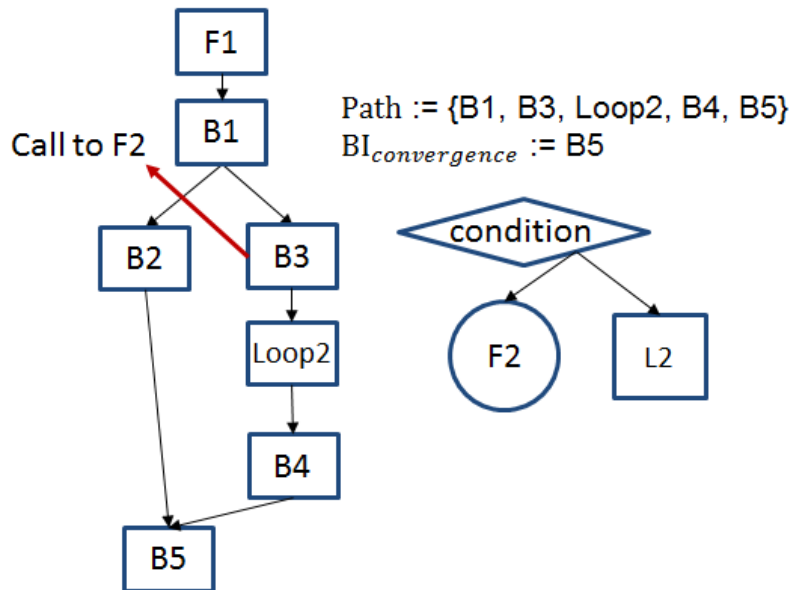 F1
B1
Call to F2
Path := {B1, B3, Loop2, B4, B5}
BIconvergence := B5
B2
B3
condition
Loop2
F2
L2
B4
B5